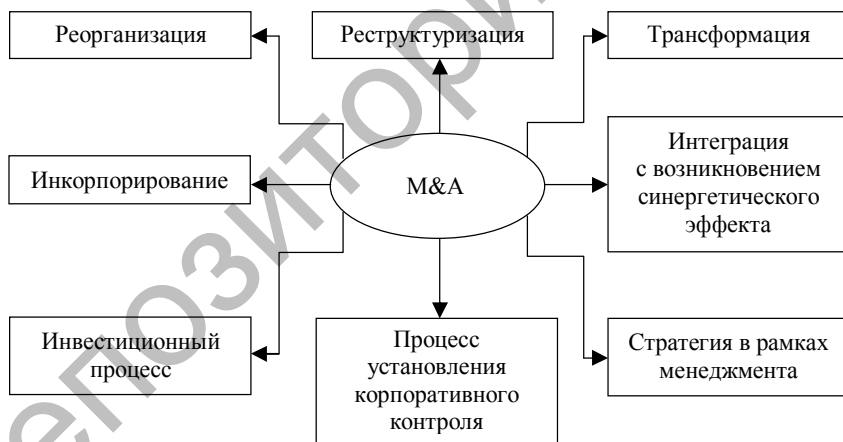 Реорганизация
Реструктуризация
Трансформация
Инкорпорирование
M&A
Интеграция
с возникновением
синергетического
эффекта
Инвестиционный
процесс
Процесс
установления
корпоративного
контроля
Стратегия в рамках
менеджмента